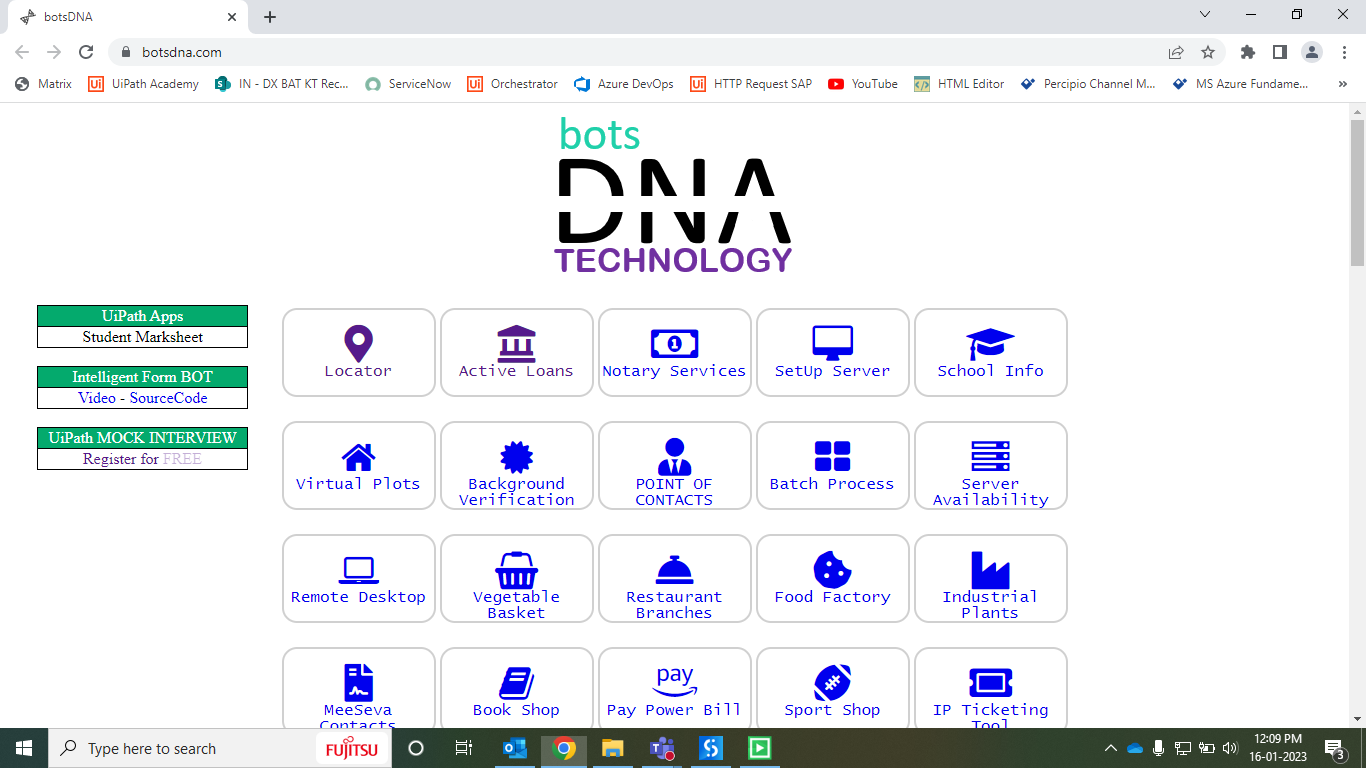 botsDNA
botsdna.com
Matrix
UiPath Academy
IN - DX BAT KT Rec...
ServiceNow
Orchestrator
Azure DevOps
HTTP Request SAP
YouTube
HTML Editor
Percipio Channel M...
MS Azure Fundame...
»
bots
DNA
TECHNOLOGY
UiPath Apps
Student Marksheet
Intelligent Form BOT
Video - SourceCode
UiPath MOCK INTERVIEW
Register for FREE
Locator
Active Loans
Notary Services
SetUp Server
School Info
Virtual Plots
Background
Verification
POINT OF
CONTACTS
Batch Process
Server
Availability
Remote Desktop
Vegetable
Basket
Restaurant
Branches
Food Factory
Industrial
Plants
MeeSeva
Contacts
Book Shop
pay
Pay Power Bill
Sport Shop
IP Ticketing
Tool
Type here to search
FUJITSU
12:09 PM
16-01-2023
3